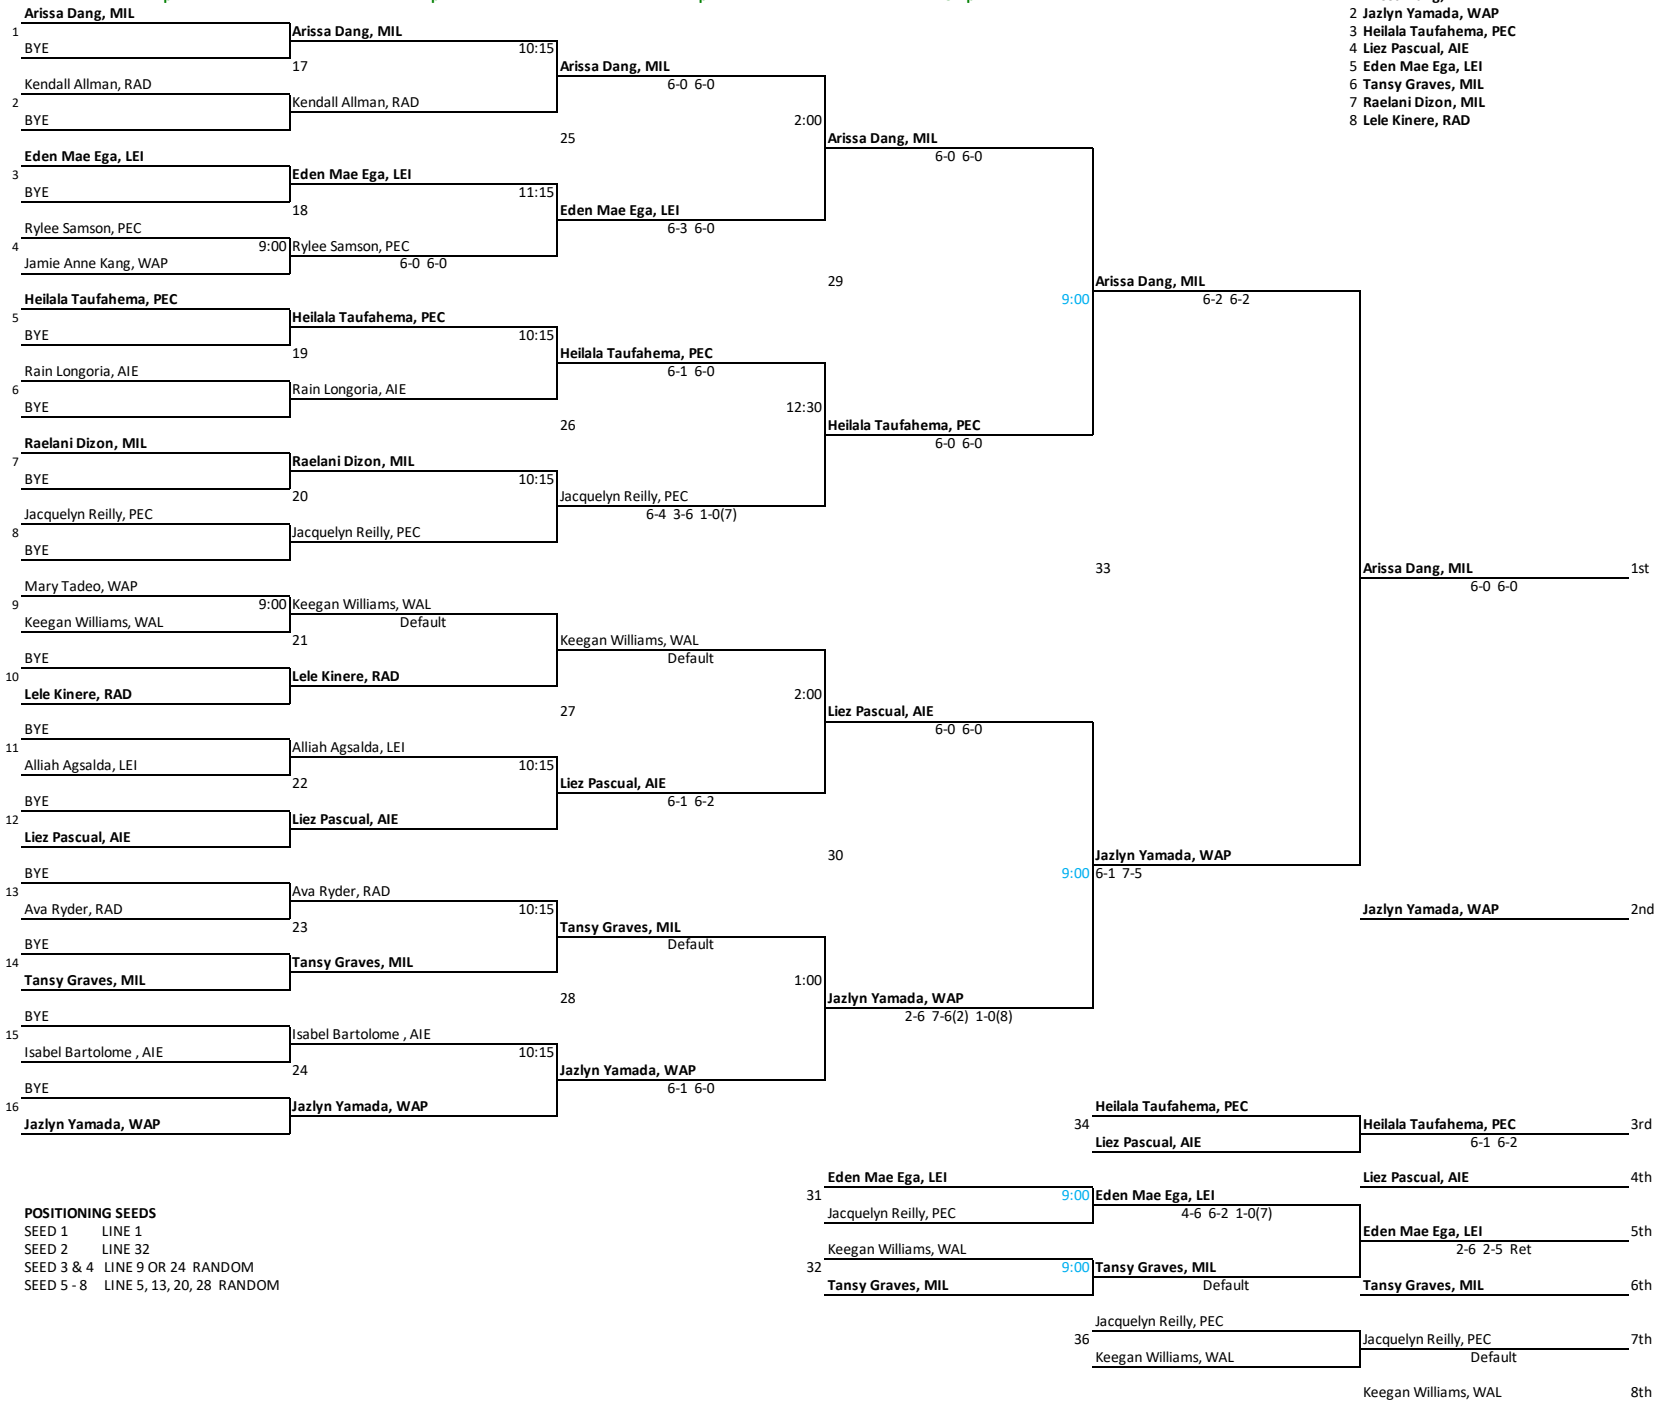 2 Jazlyn Yamada, WAP
3 Heilala Taufahema, PEC
4 Liez Pascual, AIE
5 Eden Mae Ega, LEI
6 Tansy Graves, MIL
7 Raelani Dizon, MIL
8 Lele Kinere, RAD
Arissa Dang, MIL
1
BYE
Kendall Allman, RAD
2
BYE
Eden Mae Ega, LEI
3
BYE
Rylee Samson, PEC
4 9:00
Jamie Anne Kang, WAP
Heilala Taufahema, PEC
5
BYE
Rain Longoria, AIE
6
BYE
Raelani Dizon, MIL
7
BYE
Jacquelyn Reilly, PEC
8
BYE
Mary Tadeo, WAP
9 9:00
Keegan Williams, WAL
BYE
10
Lele Kinere, RAD
BYE
11
Alliah Agsalda, LEI
BYE
12
Liez Pascual, AIE
BYE
13
Ava Ryder, RAD
BYE
14
Tansy Graves, MIL
BYE
15
Isabel Bartolome , AIE
BYE
16
Jazlyn Yamada, WAP
Arissa Dang, MIL
10:15
17
Kendall Allman, RAD
Eden Mae Ega, LEI
11:15
18
Rylee Samson, PEC
6-0 6-0
Heilala Taufahema, PEC
10:15
19
Rain Longoria, AIE
Raelani Dizon, MIL
10:15
20
Jacquelyn Reilly, PEC
Keegan Williams, WAL
Default
21
Lele Kinere, RAD
Alliah Agsalda, LEI
10:15
22
Liez Pascual, AIE
Ava Ryder, RAD
10:15
23
Tansy Graves, MIL
Isabel Bartolome , AIE
10:15
24
Jazlyn Yamada, WAP
Arissa Dang, MIL
6-0 6-0
2:00
25
Eden Mae Ega, LEI
6-3 6-0
Heilala Taufahema, PEC
6-1 6-0
12:30
26
Jacquelyn Reilly, PEC
6-4 3-6 1-0(7)
Keegan Williams, WAL
Default
2:00
27
Liez Pascual, AIE
6-1 6-2
Tansy Graves, MIL
Default
1:00
28
Jazlyn Yamada, WAP
6-1 6-0
Arissa Dang, MIL
6-0 6-0
29
9:00
Heilala Taufahema, PEC
6-0 6-0
Liez Pascual, AIE
6-0 6-0
30
9:00
Jazlyn Yamada, WAP
2-6 7-6(2) 1-0(8)
Arissa Dang, MIL
6-2 6-2
33
Jazlyn Yamada, WAP
6-1 7-5
Arissa Dang, MIL 1st
6-0 6-0
Jazlyn Yamada, WAP 2nd
Heilala Taufahema, PEC
34
Liez Pascual, AIE
Heilala Taufahema, PEC 3rd
6-1 6-2
Liez Pascual, AIE 4th
Eden Mae Ega, LEI
31 9:00
Jacquelyn Reilly, PEC
Keegan Williams, WAL
32 9:00
Tansy Graves, MIL
Eden Mae Ega, LEI
4-6 6-2 1-0(7)
Tansy Graves, MIL
Default
Eden Mae Ega, LEI 5th
2-6 2-5 Ret
Tansy Graves, MIL 6th
Jacquelyn Reilly, PEC
36
Keegan Williams, WAL
Jacquelyn Reilly, PEC 7th
Default
Keegan Williams, WAL 8th
POSITIONING SEEDS
SEED 1 LINE 1
SEED 2 LINE 32
SEED 3 & 4 LINE 9 OR 24 RANDOM
SEED 5 - 8 LINE 5, 13, 20, 28 RANDOM